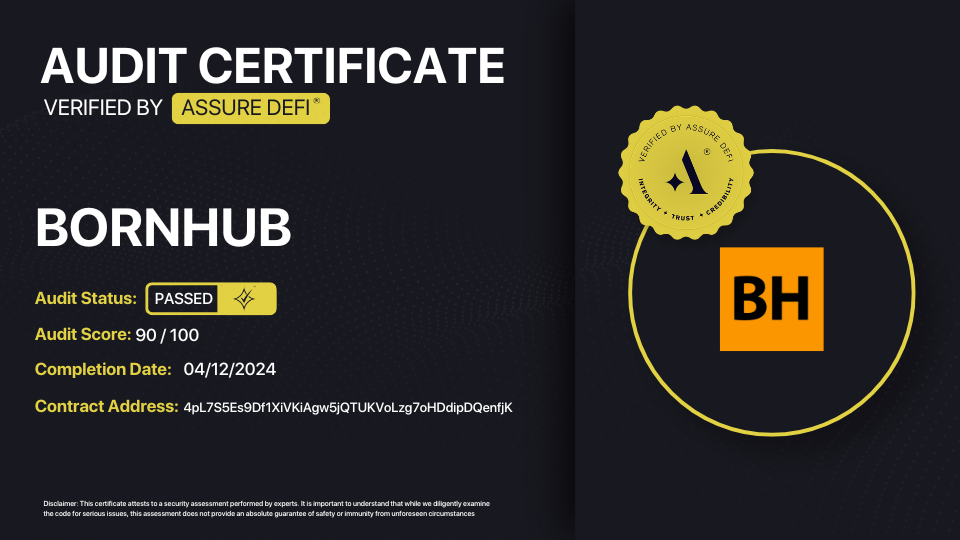 AUDIT CERTIFICATE
VERIFIED BY ASSURE DEFI ®
BORNHUB
Audit Status: PASSED
Audit Score: 90 / 100
Completion Date: 04/12/2024
Contract Address: 4pL7S5Es9Df1XiVKiAgw5jQTUKVoLzg7oHDdipDQenfjK
Disclaimer: This certificate attests to a security assessment performed by experts. It is important to understand that while we diligently examine
the code for serious issues, this assessment does not provide an absolute guarantee of safety or immunity from unforeseen circumstances
VERIFIED BY ASSURE DEFI
®
INTEGRITY ✦ TRUST ✦ CREDIBILITY
BH